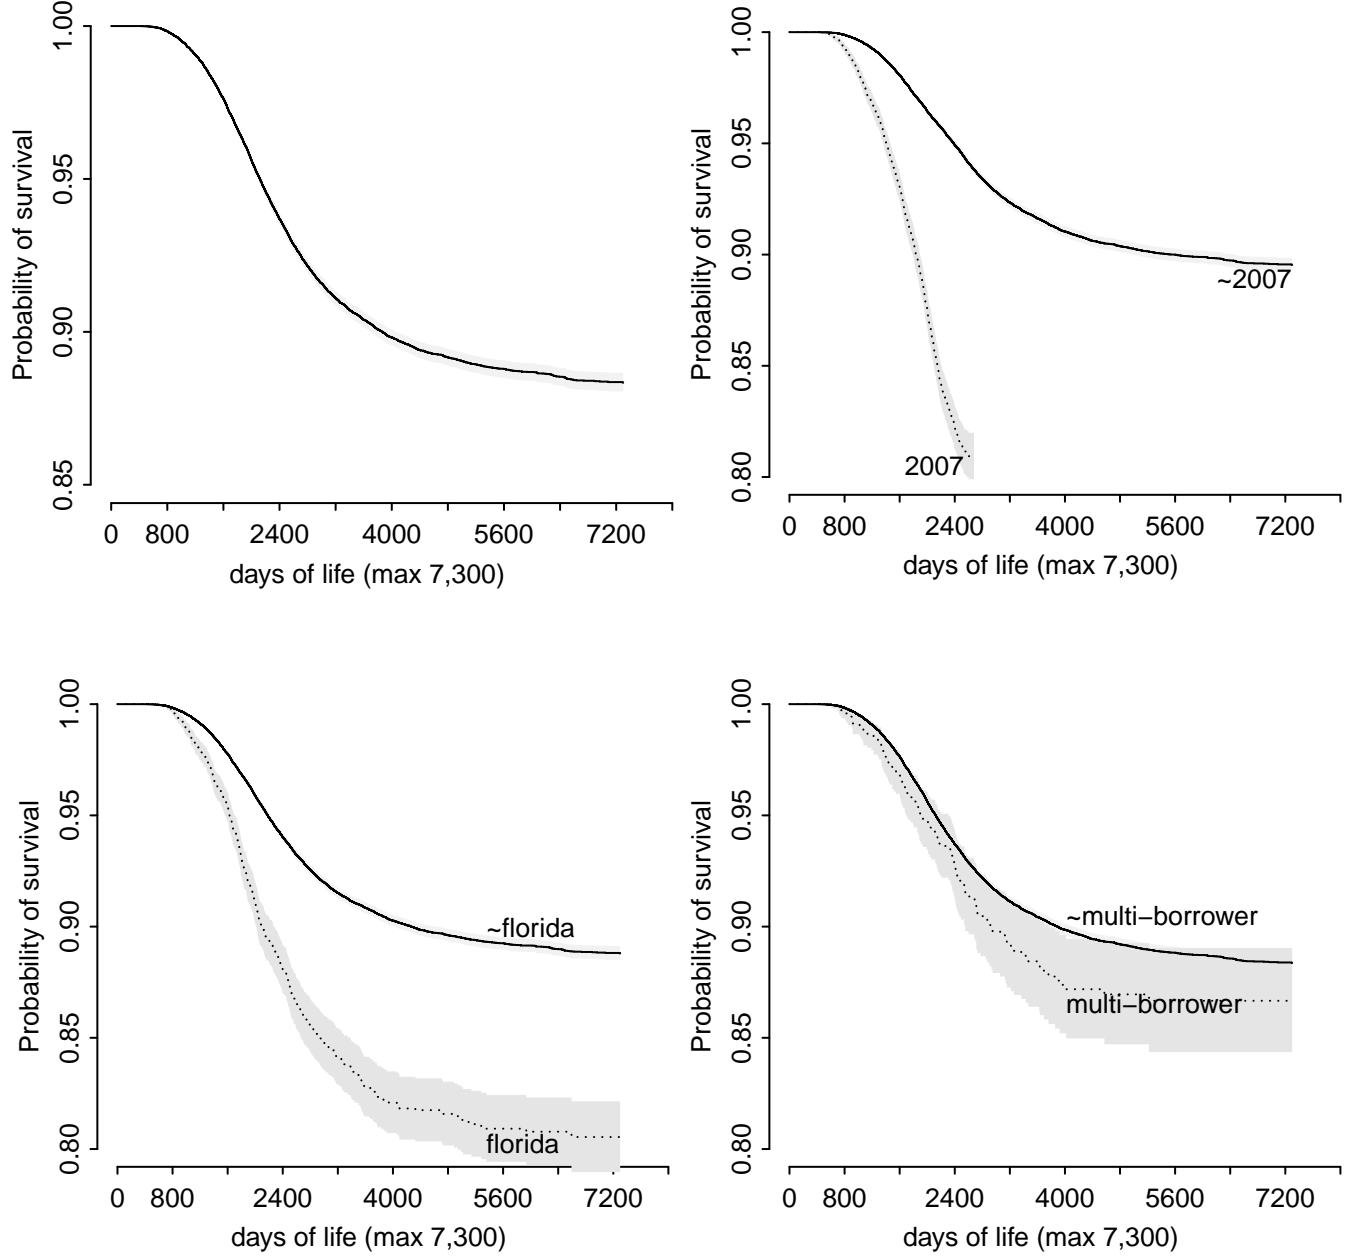 Probability of survival
1.00
0.95
0.90
0.85
0 800 2400 4000 5600 7200
days of life (max 7,300)
Probability of survival
1.00
0.95
0.90
0.85
0.80
~2007
2007
0 800 2400 4000 5600 7200
days of life (max 7,300)
Probability of survival
1.00
0.95
0.90
0.85
0.80
~florida
florida
0 800 2400 4000 5600 7200
days of life (max 7,300)
Probability of survival
1.00
0.95
0.90
0.85
0.80
~multi−borrower
multi−borrower
0 800 2400 4000 5600 7200
days of life (max 7,300)